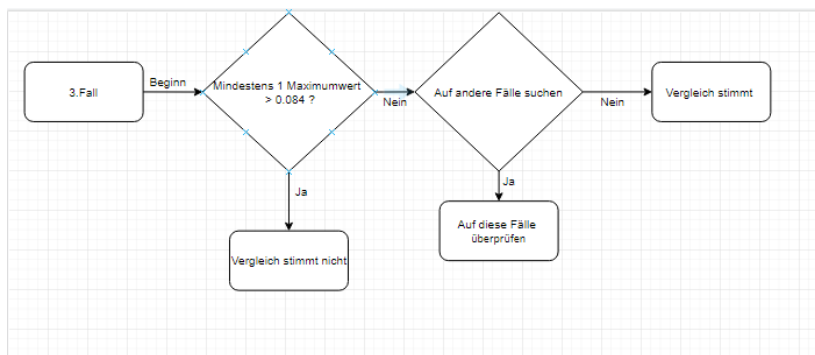 3.Fall
Beginn
Mindestens 1 Maximumwert
> 0.084 ?
Nein
Auf andere Fälle suchen
Nein
Vergleich stimmt
Ja
Vergleich stimmt nicht
Ja
Auf diese Fälle
überprüfen